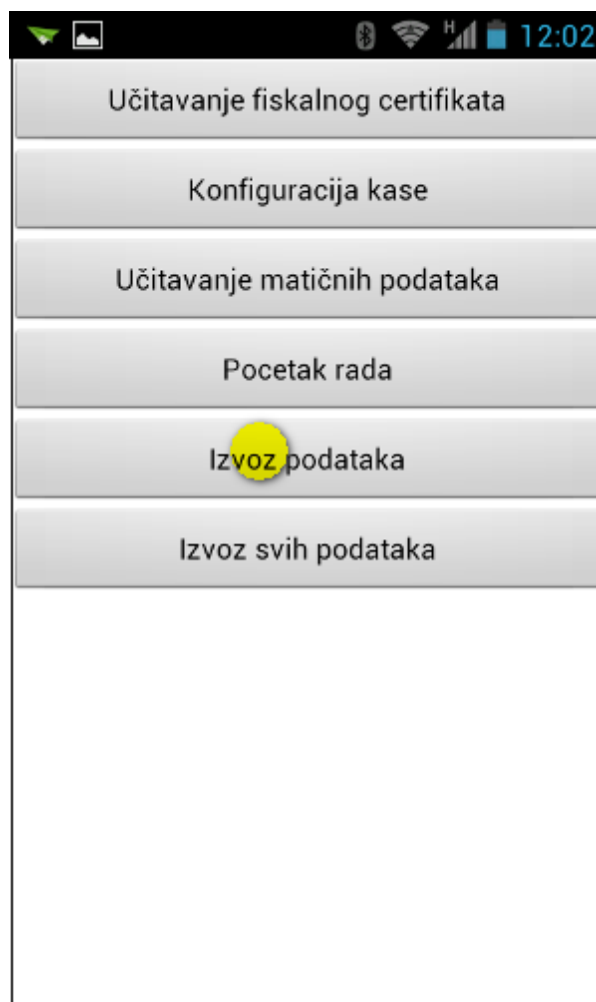 H 12:02
Učitavanje fiskalnog certifikata
Konfiguracija kase
Učitavanje matičnih podataka
Pocetak rada
Izvoz podataka
Izvoz svih podataka